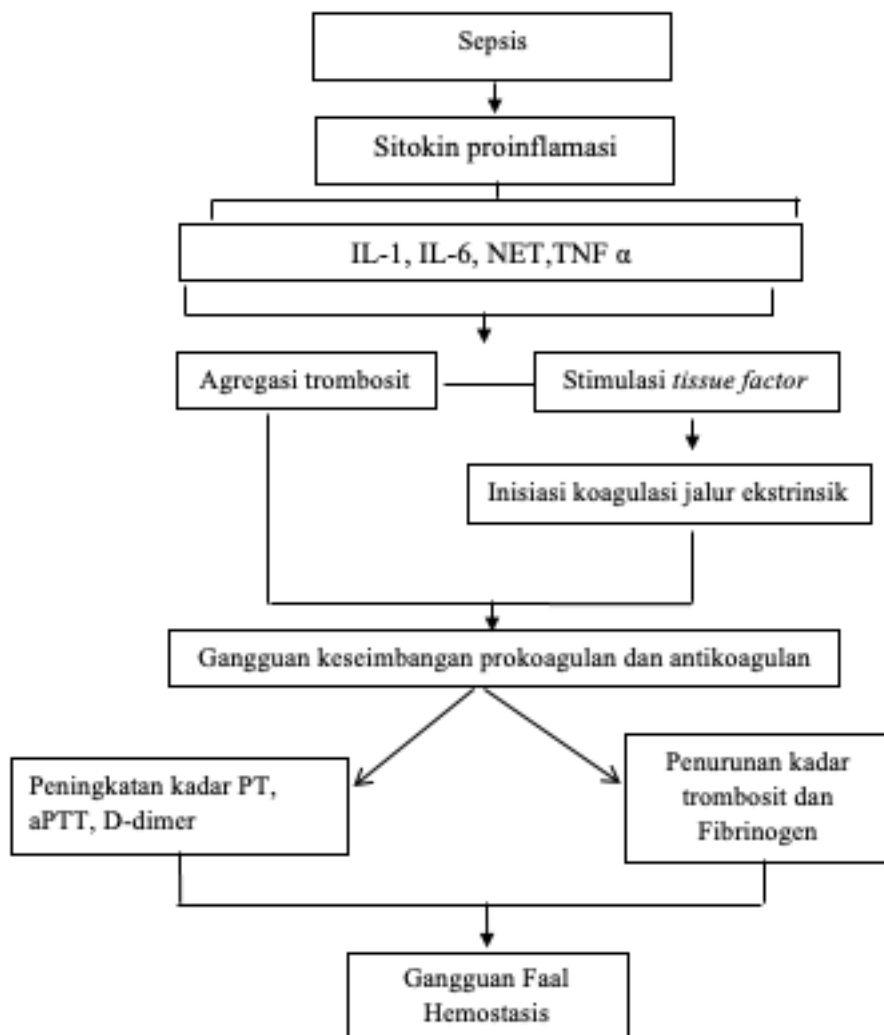 Sepsis
Sitokin proinflamasi
IL-1, IL-6, NET,TNF α
Agregasi trombosit
Stimulasi tissue factor
Inisiasi koagulasi jalur ekstrinsik
Gangguan keseimbangan prokoagulan dan antikoagulan
Peningkatan kadar PT,
aPTT, D-dimer
Penurunan kadar
trombosit dan
Fibrinogen
Gangguan Faal
Hemostasis